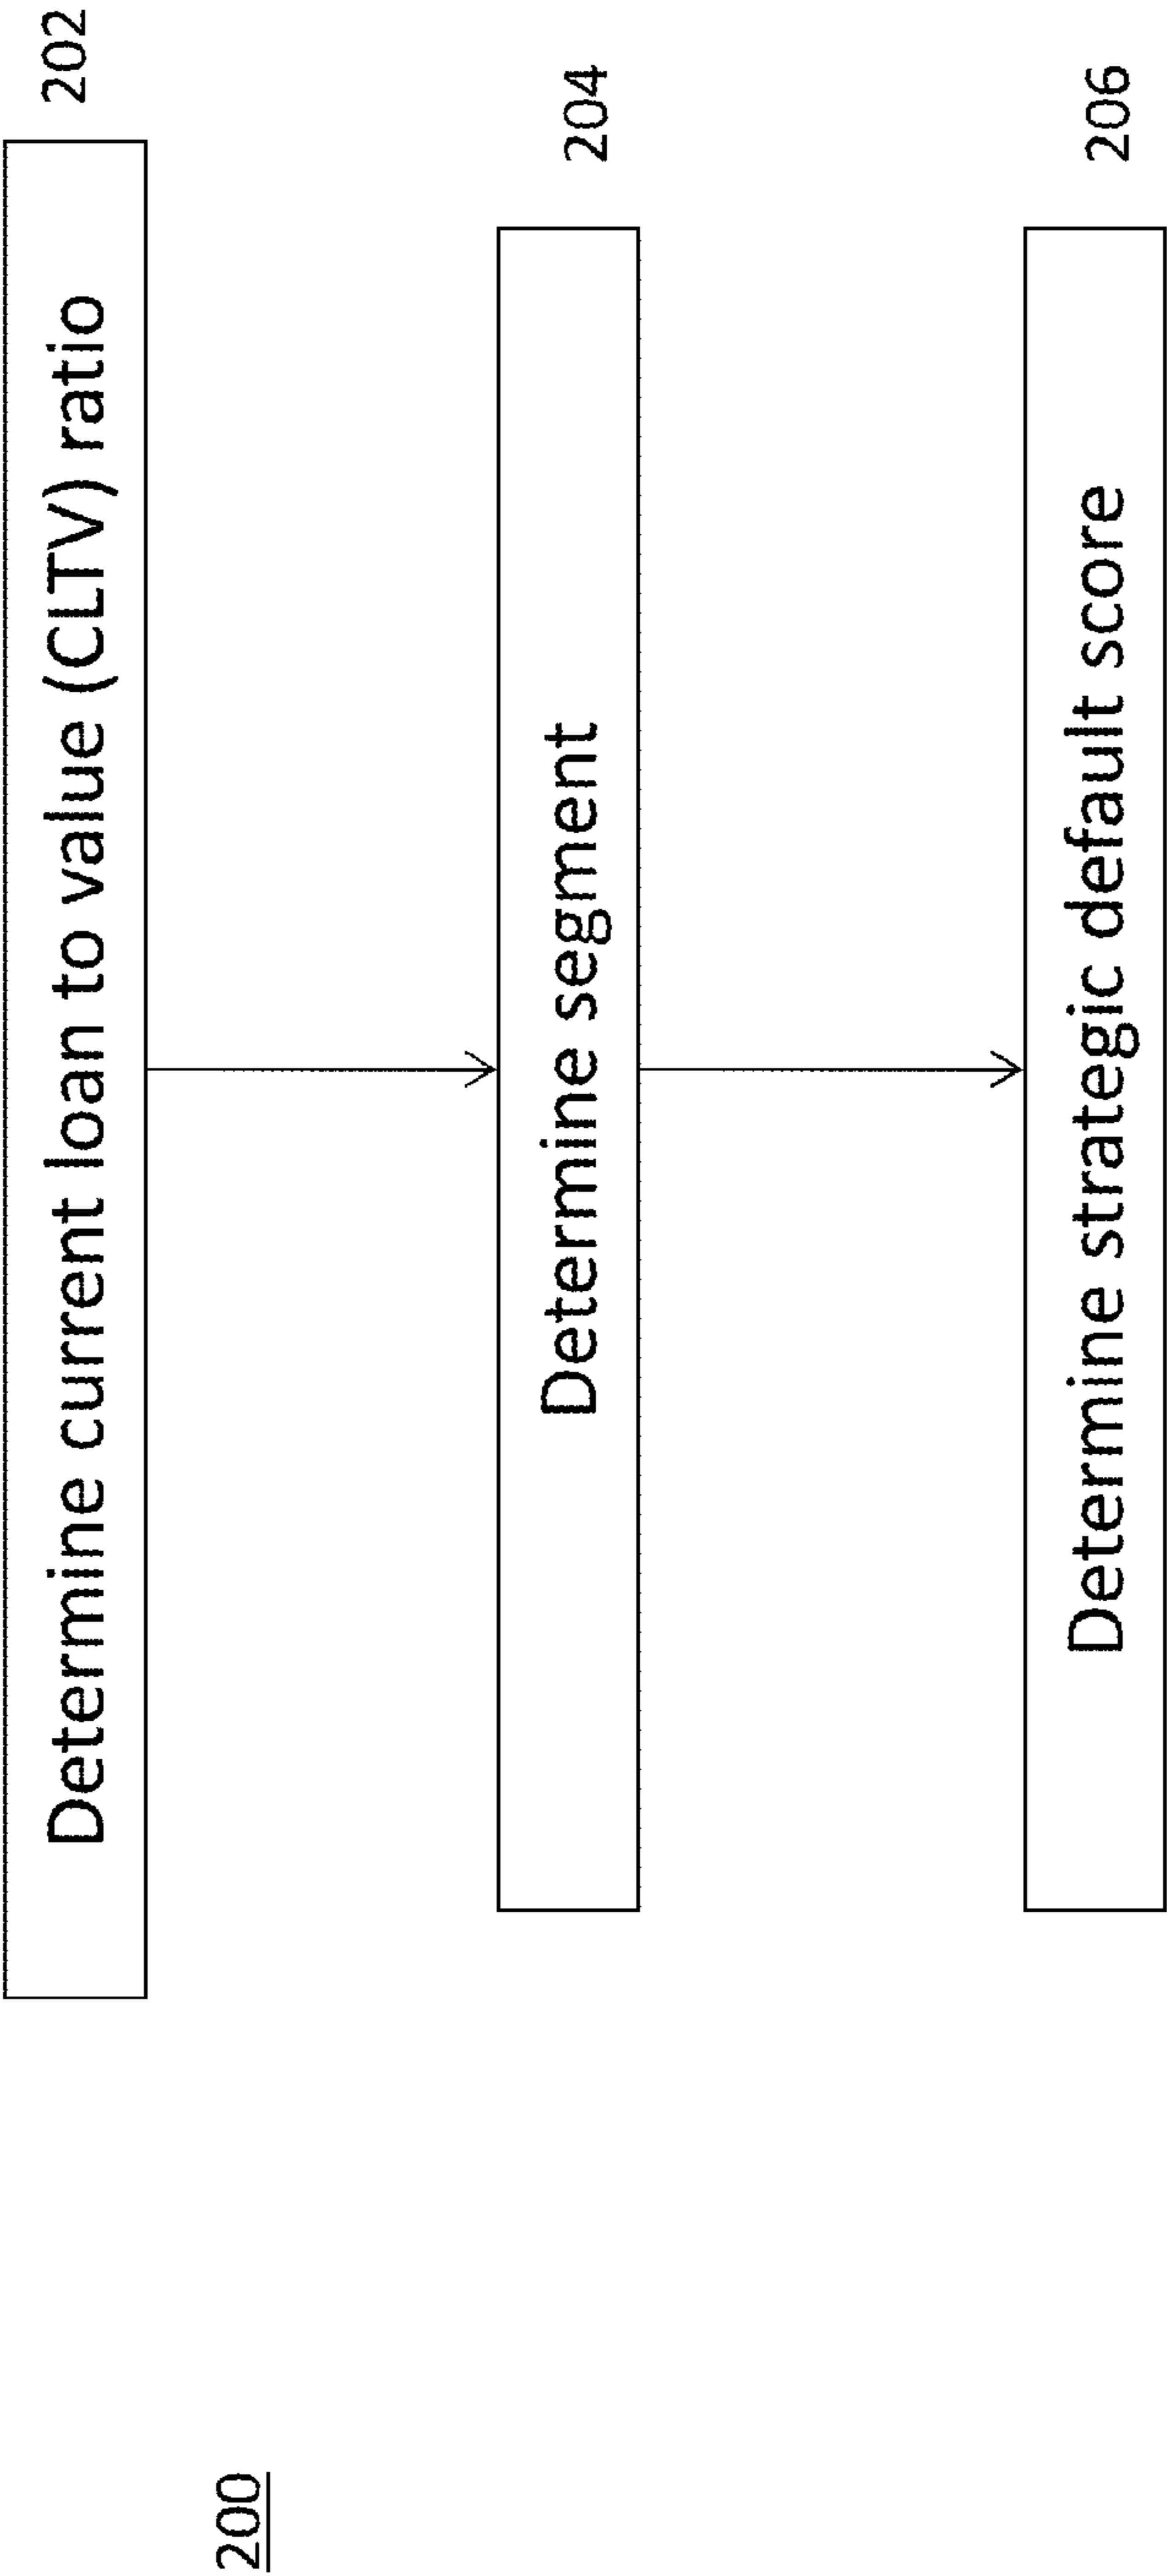 200
Determine current loan to value (CLTV) ratio
202
Determine segment
204
Determine strategic default score
206